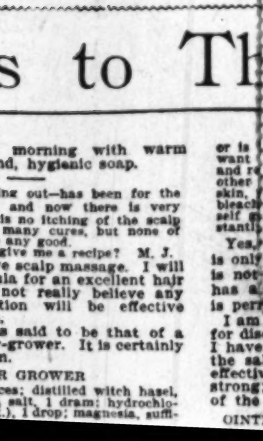 s to Th
morning with warm
nd, hygienic soap.
ing out—has been for the
and now there is very
is no itching of the scalp
many cures, but none of
any good.
give me a recipe? M. J.
e scalp massage. I will
la for an excellent hair
not really believe any
tion will be effective
s said to be that of a
-grower. It is certainly
n.
R GROWER
ces; distilled witch hazel,
salt, 1 dram; hydrochlo-
.), 1 drop; magnesia, suffi-
or is
want
and re
other
skin,
bleach
self
stantl
Yes,
is only
is not
has a
is per
I am
for dis
I have
the sa
effectiv
strong
of the
OINT